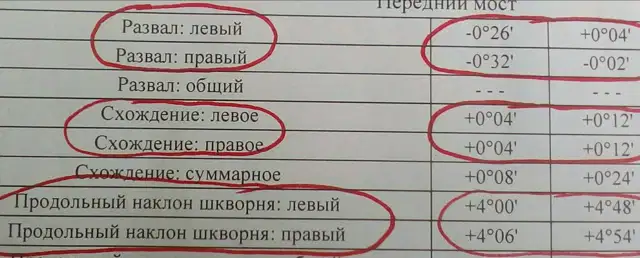 Передний мост
Развал: левый -0°26' +0°04'
Развал: правый -0°32' -0°02'
Развал: общий - - - - - -
Схождение: левое +0°04' +0°12'
Схождение: правое +0°04' +0°12'
Схождение: суммарное +0°08' +0°24'
Продольный наклон шкворня: левый +4°00' +4°48'
Продольный наклон шкворня: правый +4°06' +4°54'